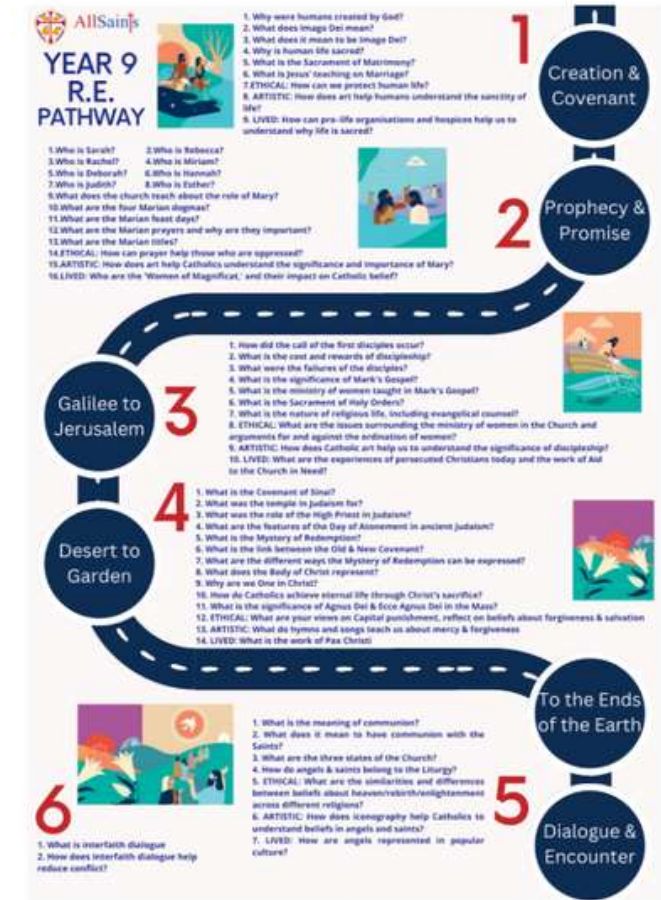 AllSaints
YEAR 9
R.E.
PATHWAY
1. Why were humans created by God?
2. What does Imago Dei mean?
3. What does it mean to be Imago Dei?
4. Why is human life sacred?
5. What is the Sacrament of Matrimony?
6. What is Jesus' teaching on Marriage?
7.ETHICAL: How can we protect human life?
8. ARTISTIC: How does art help humans understand the sanctity of
life?
9. LIVED: How can pro-life organisations and hospices help us to
understand why life is sacred?
1
Creation &
Covenant
1.Who is Sarah? 2.Who is Rebecca?
3.Who is Rachel? 4.Who is Miriam?
5.Who is Deborah? 6.Who is Hannah?
7.Who is Judith? 8.Who is Esther?
9.What does the church teach about the role of Mary?
10.What are the four Marian dogmas?
11.What are the Marian feast days?
12.What are the Marian prayers and why are they important?
13.What are the Marian titles?
14.ETHICAL: How can prayer help those who are oppressed?
15.ARTISTIC: How does art help Catholics understand the significance and importance of Mary?
16.LIVED: Who are the 'Women of Magnificat,' and their impact on Catholic belief?
2
Prophecy &
Promise
1. How did the call of the first disciples occur?
2. What is the cost and rewards of discipleship?
3. What were the failures of the disciples?
4. What is the significance of Mark's Gospel?
5. What is the ministry of women taught in Mark's Gospel?
6. What is the Sacrament of Holy Orders?
7. What is the nature of religious life, including evangelical counsel?
8. ETHICAL: What are the issues surrounding the ministry of women in the Church and
arguments for and against the ordination of women?
9. ARTISTIC: How does Catholic art help us to understand the significance of discipleship?
10. LIVED: What are the experiences of persecuted Christians today and the work of Aid
to the Church in Need?
Galilee to
Jerusalem
3
4
1. What is the Covenant of Sinai?
2. What was the temple in Judaism for?
3. What was the role of the High Priest in Judaism?
4. What are the features of the Day of Atonement in ancient Judaism?
5. What is the Mystery of Redemption?
6. What is the link between the Old & New Covenant?
7. What are the different ways the Mystery of Redemption can be expressed?
8. What does the Body of Christ represent?
9. Why are we One in Christ?
10. How do Catholics achieve eternal life through Christ's sacrifice?
11. What is the significance of Agnus Dei & Ecce Agnus Dei in the Mass?
12. ETHICAL: What are your views on Capital punishment, reflect on beliefs about forgiveness & salvation
13. ARTISTIC: What do hymns and songs teach us about mercy & forgiveness
14. LIVED: What is the work of Pax Christi
Desert to
Garden
To the Ends
of the Earth
1. What is the meaning of communion?
2. What does it mean to have communion with the
Saints?
3. What are the three states of the Church?
4. How do angels & saints belong to the Liturgy?
5. ETHICAL: What are the similarities and differences
between beliefs about heaven/rebirth/enlightenment
across different religions?
6. ARTISTIC: How does iconography help Catholics to
understand beliefs in angels and saints?
7. LIVED: How are angels represented in popular
culture?
5
6
1. What is interfaith dialogue
2. How does interfaith dialogue help
reduce conflict?
Dialogue &
Encounter